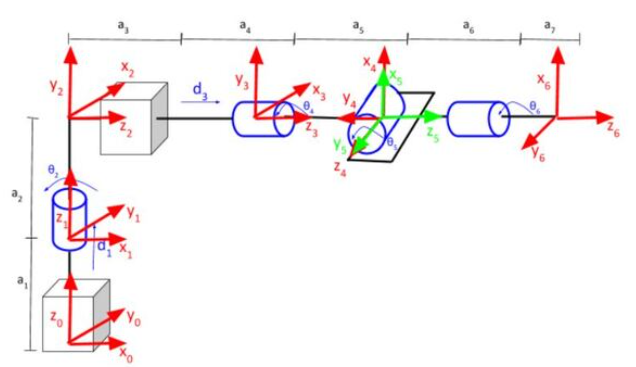 a3 a4 a5 a6 a7
x2 y3 x4 x5 x6
y2 d3 x3
z2 θ4 z3 y4 z5 θ6 z6
y5 θ5 y6
z4
θ2
a2 z1 y1
d1 x1
a1
z0 y0
x0